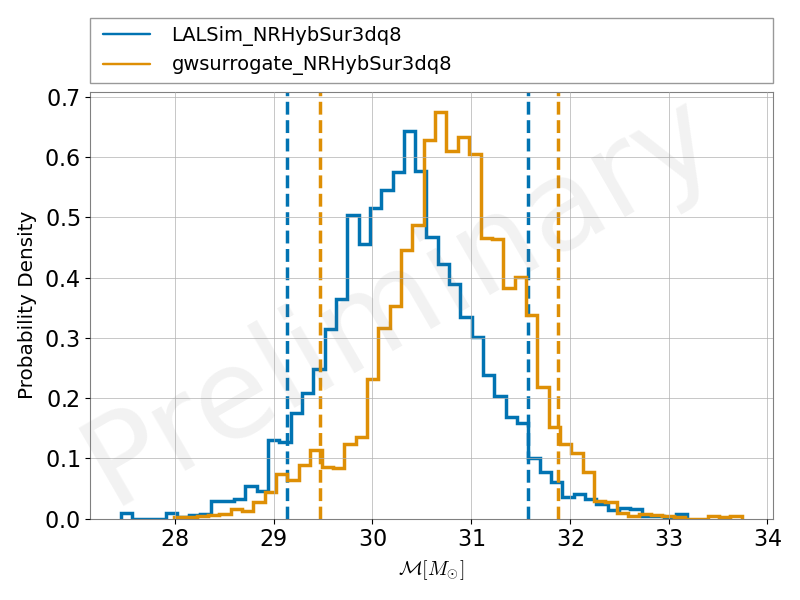 LALSim_NRHybSur3dq8
gwsurrogate_NRHybSur3dq8
0.7
0.6
0.5
0.4
0.3
0.2
0.1
0.0
Probability Density
Preliminary
28 29 30 31 32 33 34
ℳ[M⊙]